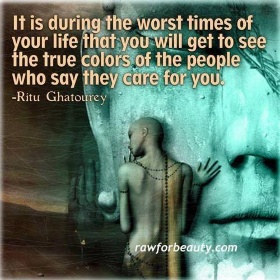 It is during the worst times of
your life that you will get to see
the true colors of the people
who say they care for you.
-Ritu Ghatourey
rawforbeauty.com